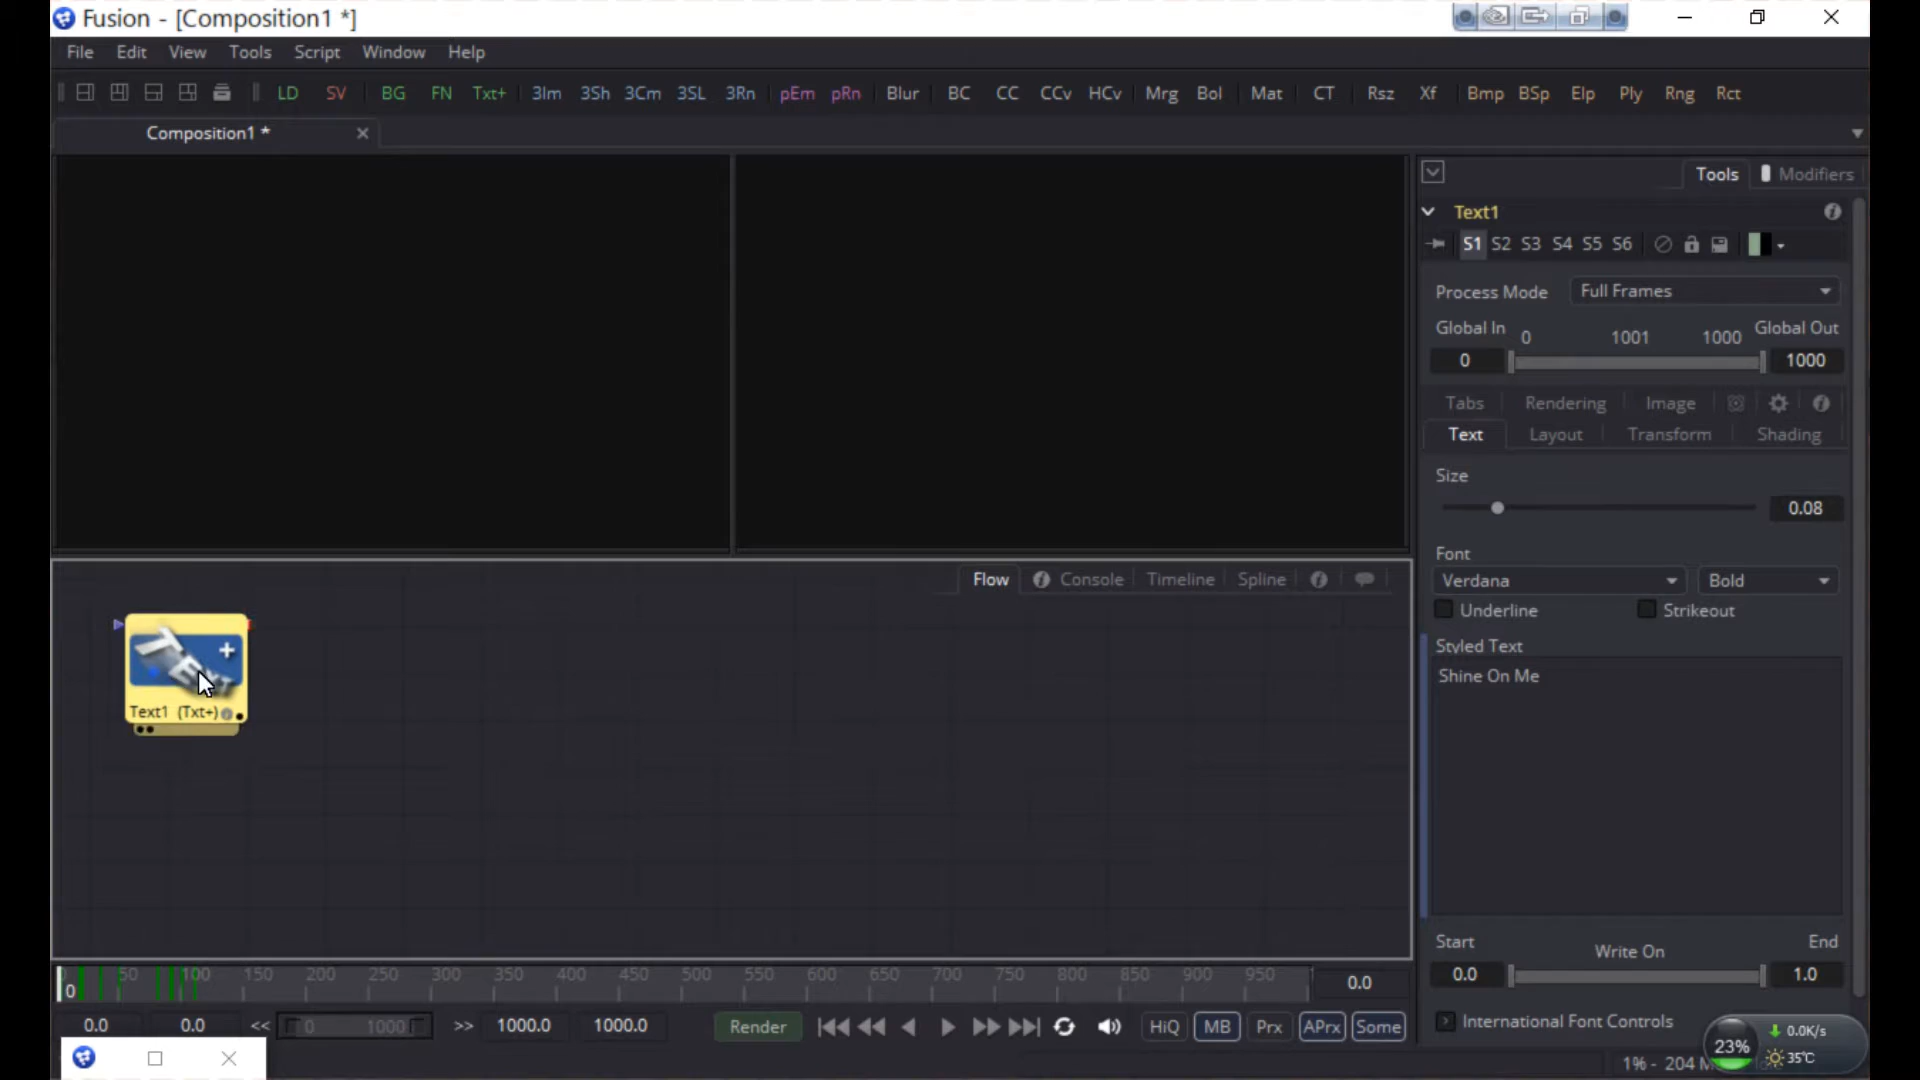 Fusion - [Composition1 *]
File Edit View Tools Script Window Help
LD SV BG FN Txt+ 3Im 3Sh 3Cm 3SL 3Rn pEm pRn Blur BC CC CCv HCv Mrg Bol Mat CT Rsz Xf Bmp BSp Elp Ply Rng Rct
Composition1 *
Tools Modifiers
Text1
S1 S2 S3 S4 S5 S6
Process Mode Full Frames
Global In 0 1001 1000 Global Out
0 1000
Tabs Rendering Image
Text Layout Transform Shading
Size
0.08
Font
Verdana Bold
Underline Strikeout
Styled Text
Shine On Me
Start Write On End
0.0 1.0
International Font Controls
Flow Console Timeline Spline
TEXT
Text1 (Txt+)
50 100 150 200 250 300 350 400 450 500 550 600 650 700 750 800 850 900 950
0 0.0
0.0 0.0 << 0 1000 >> 1000.0 1000.0 Render HiQ MB Prx APrx Some
23% 0.0K/s
35℃
1% - 204